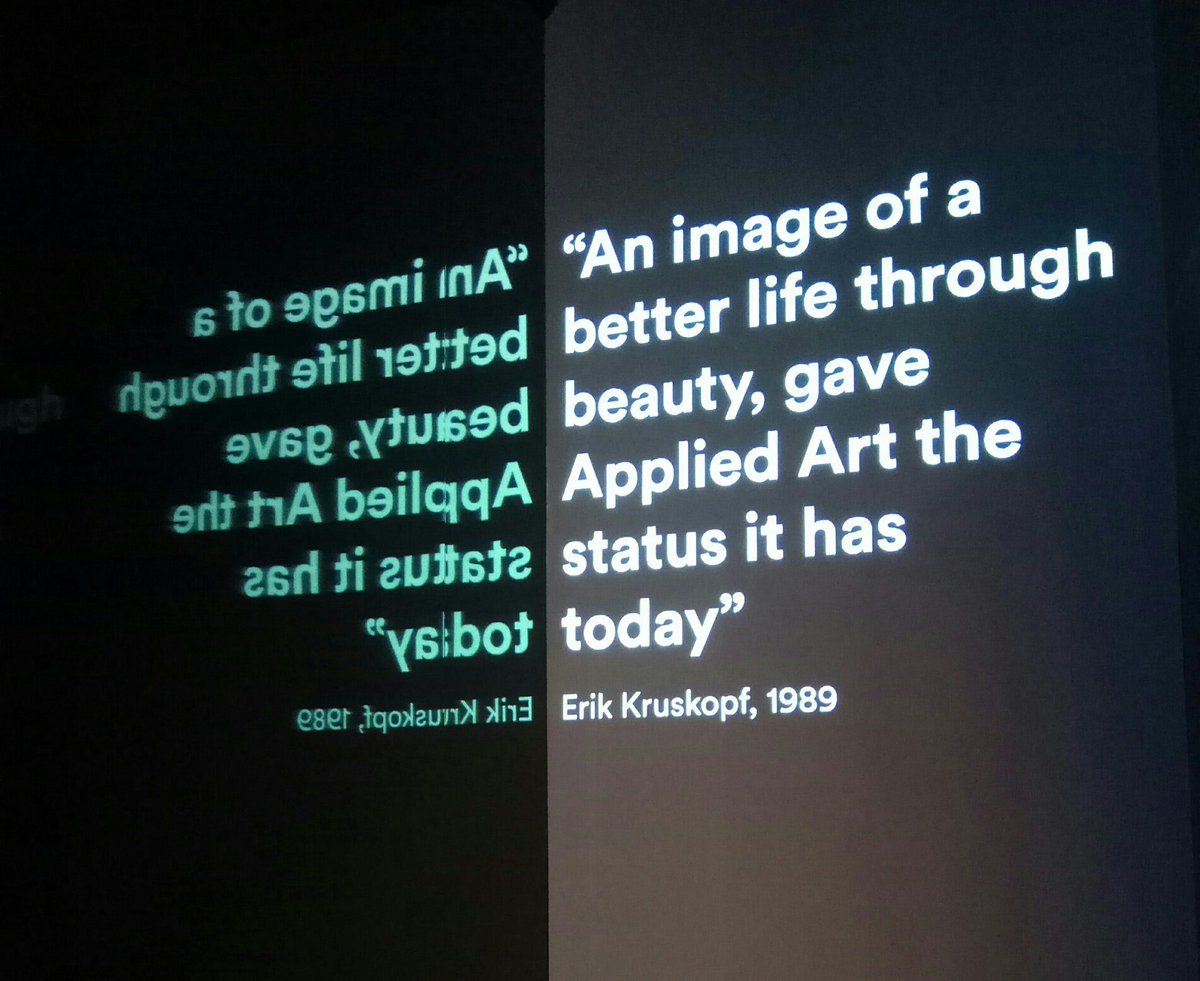 “An image of a
better life through
beauty, gave
Applied Art the
status it has
today”
Erik Kruskopf, 1989
“An image of a
better life through
beauty, gave
Applied Art the
status it has
today”
Erik Kruskopf, 1989